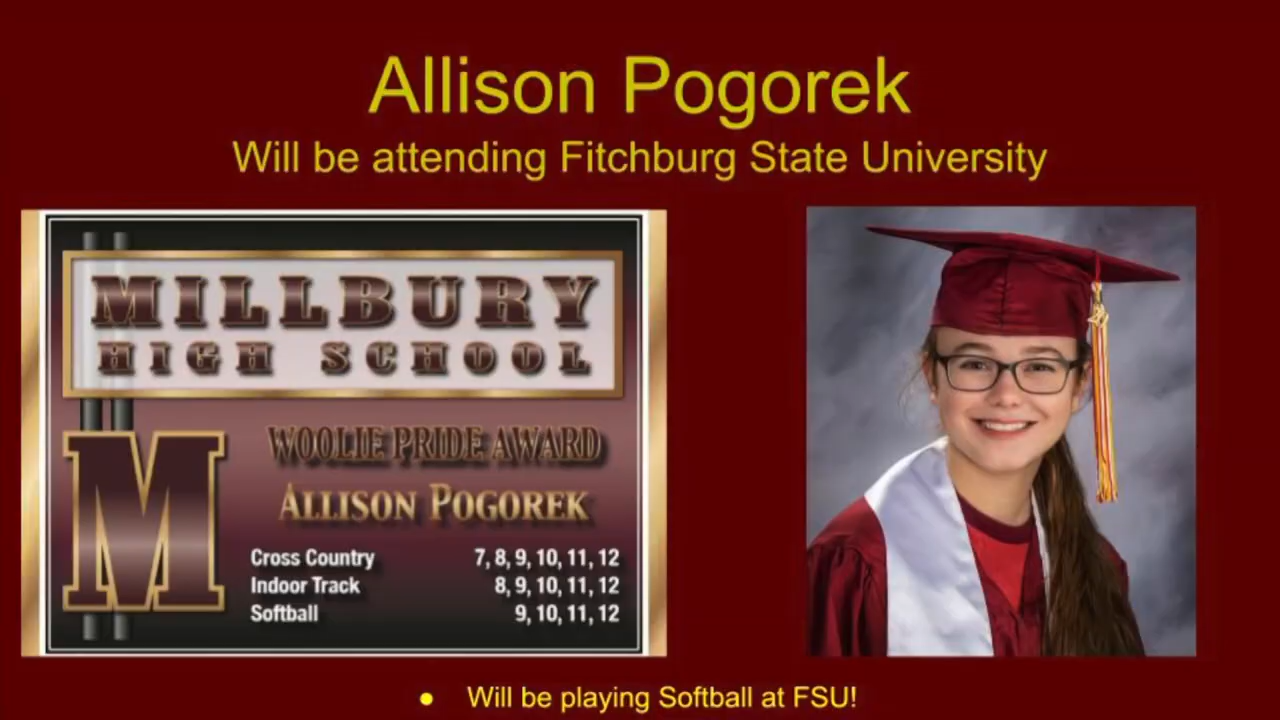 Allison Pogorek
Will be attending Fitchburg State University
MILLBURY
HIGH SCHOOL
M
WOOLIE PRIDE AWARD
ALLISON POGOREK
Cross Country 7, 8, 9, 10, 11, 12
Indoor Track 8, 9, 10, 11, 12
Softball 9, 10, 11, 12
• Will be playing Softball at FSU!